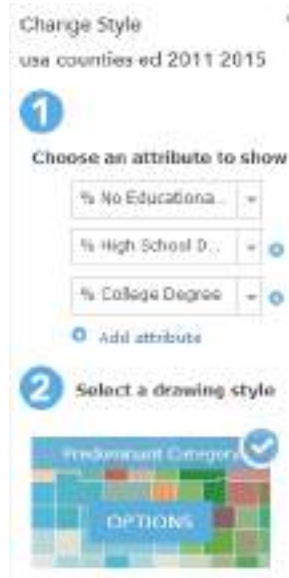 Change Style
usa counties ed 2011 2015
1
Choose an attribute to show
% No Educationa...
% High School D...
% College Degree
Add attribute
2 Select a drawing style
Predominant Category
OPTIONS